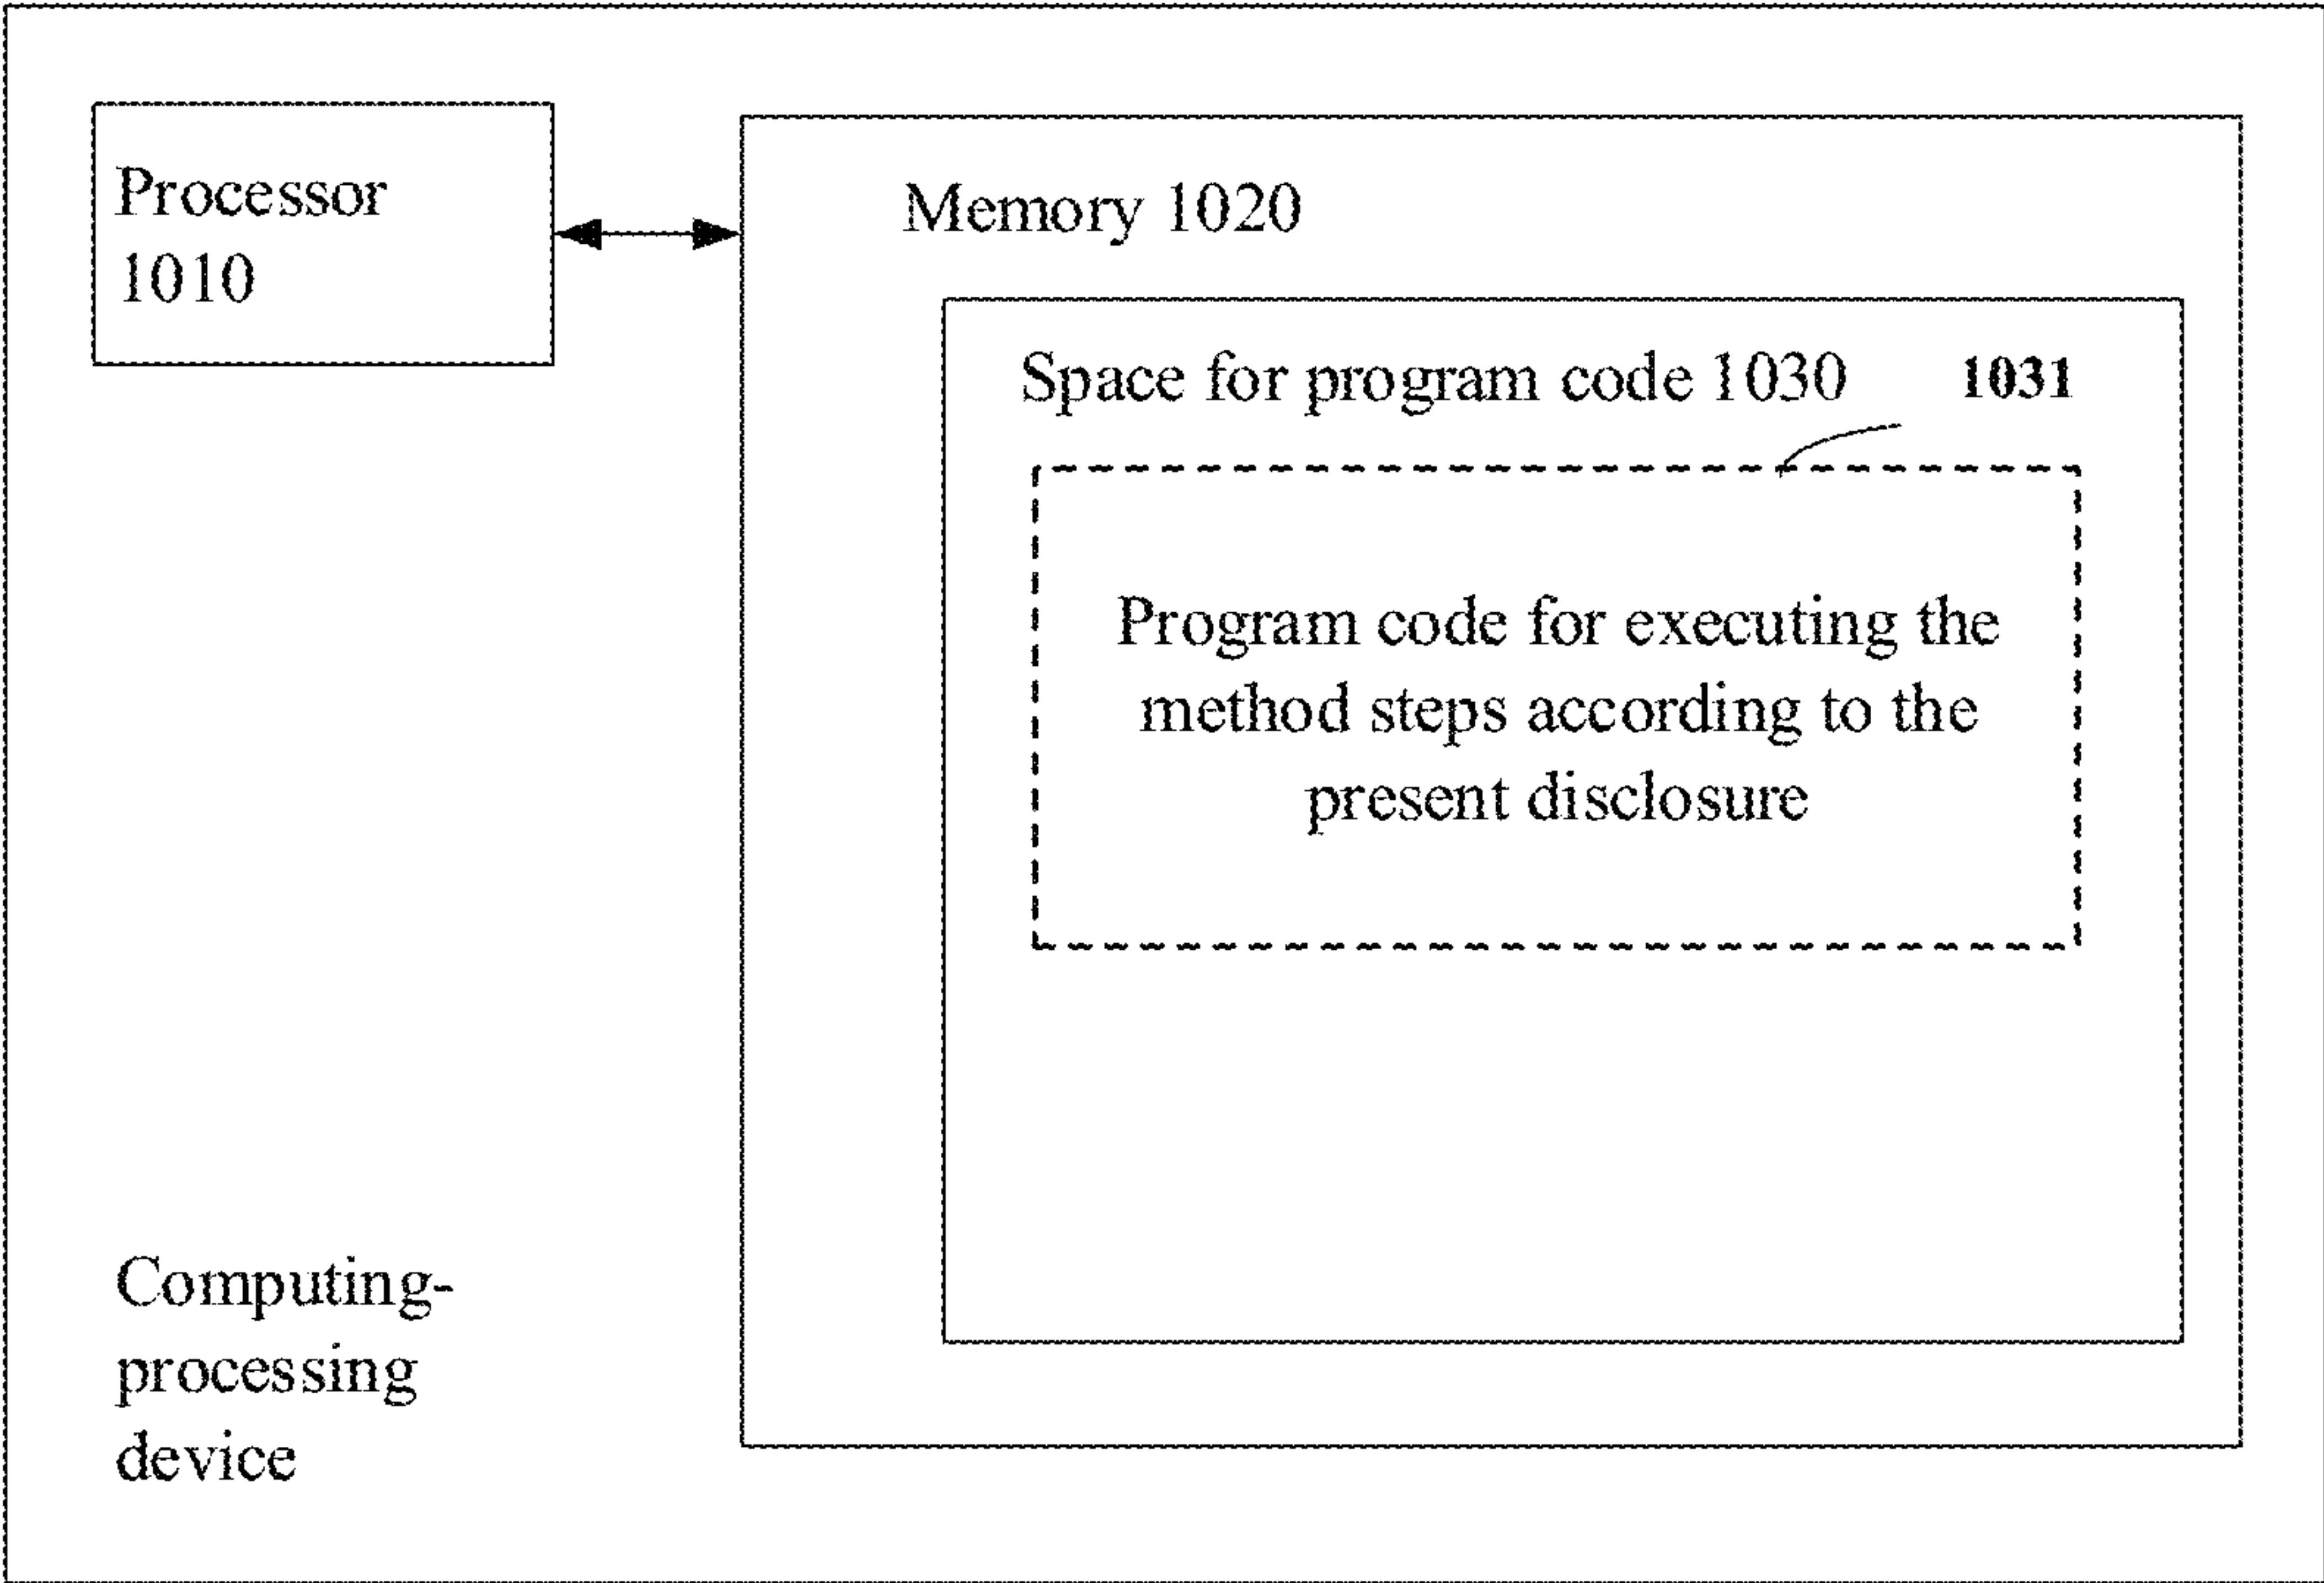 Processor
1010
Memory 1020
Space for program code 1030
1031
Program code for executing the
method steps according to the
present disclosure
Computing-
processing
device